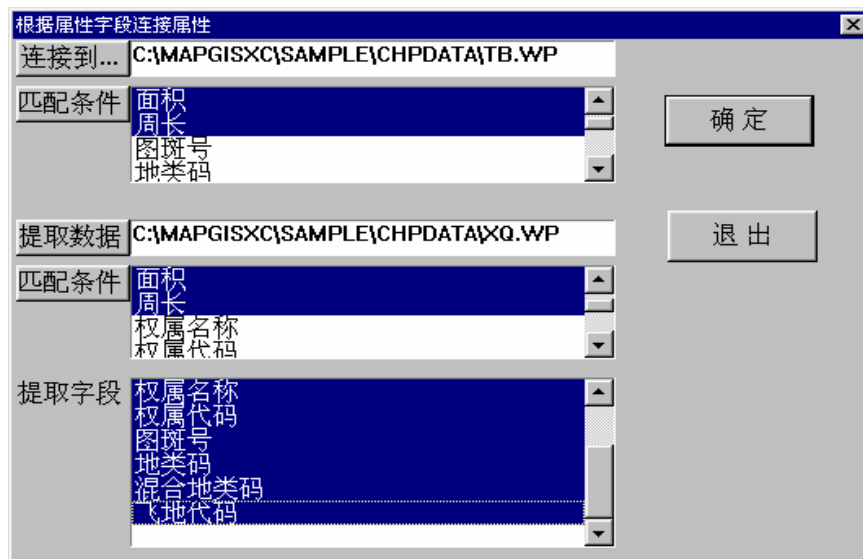 根据属性字段连接属性
连接到... C:\MAPGISXC\SAMPLE\CHPDATA\TB.WP
匹配条件
面积
周长
图斑号
地类码
确定
提取数据 C:\MAPGISXC\SAMPLE\CHPDATA\XQ.WP
退出
匹配条件
面积
周长
权属名称
权属代码
提取字段
权属名称
权属代码
图斑号
地类码
混合地类码
飞地代码